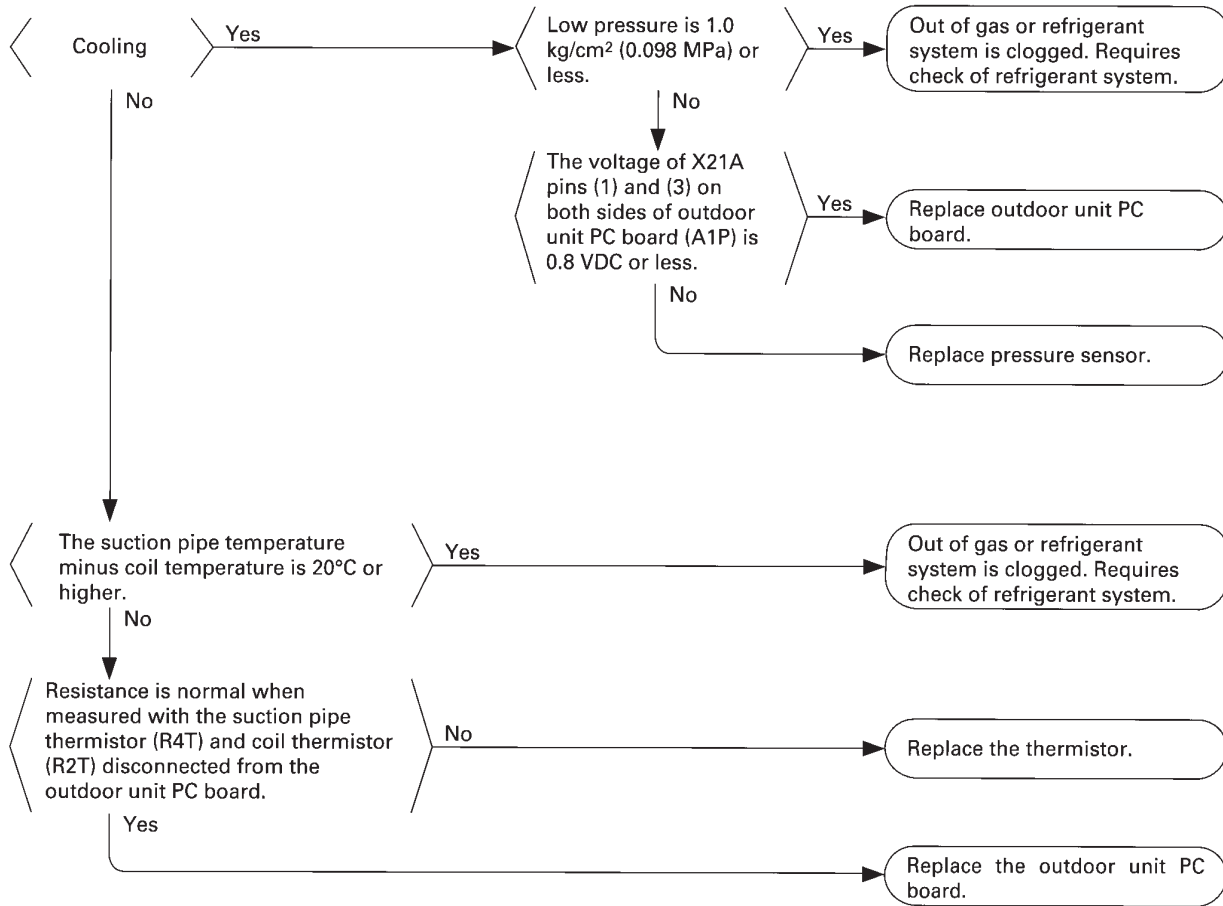 Cooling
Yes
Low pressure is 1.0
kg/cm² (0.098 MPa) or
less.
Yes
Out of gas or refrigerant
system is clogged. Requires
check of refrigerant system.
No
No
The voltage of X21A
pins (1) and (3) on
both sides of outdoor
unit PC board (A1P) is
0.8 VDC or less.
Yes
Replace outdoor unit PC
board.
No
Replace pressure sensor.
The suction pipe temperature
minus coil temperature is 20°C or
higher.
Yes
Out of gas or refrigerant
system is clogged. Requires
check of refrigerant system.
No
Resistance is normal when
measured with the suction pipe
thermistor (R4T) and coil thermistor
(R2T) disconnected from the
outdoor unit PC board.
No
Replace the thermistor.
Yes
Replace the outdoor unit PC
board.